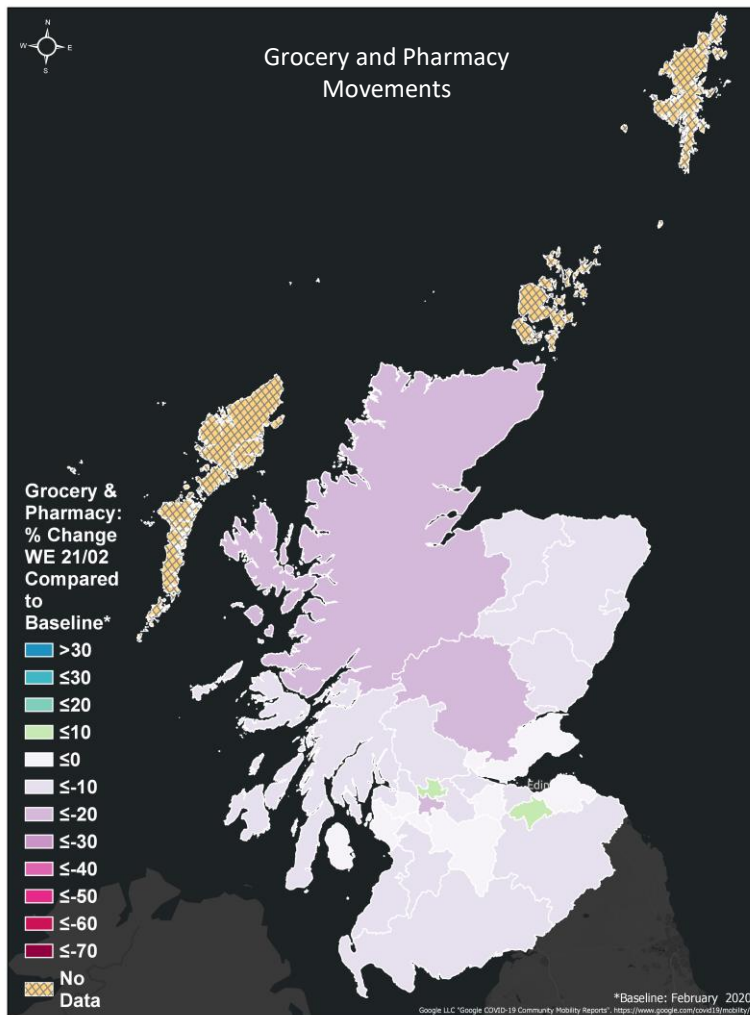 N
W E
S
Grocery and Pharmacy
Movements
Grocery &
Pharmacy:
% Change
WE 21/02
Compared
to
Baseline*
>30
≤30
≤20
≤10
≤0
≤-10
≤-20
≤-30
≤-40
≤-50
≤-60
≤-70
No
Data
Edin
*Baseline: February 2020
Google LLC "Google COVID-19 Community Mobility Reports". https://www.google.com/covid19/mobility/